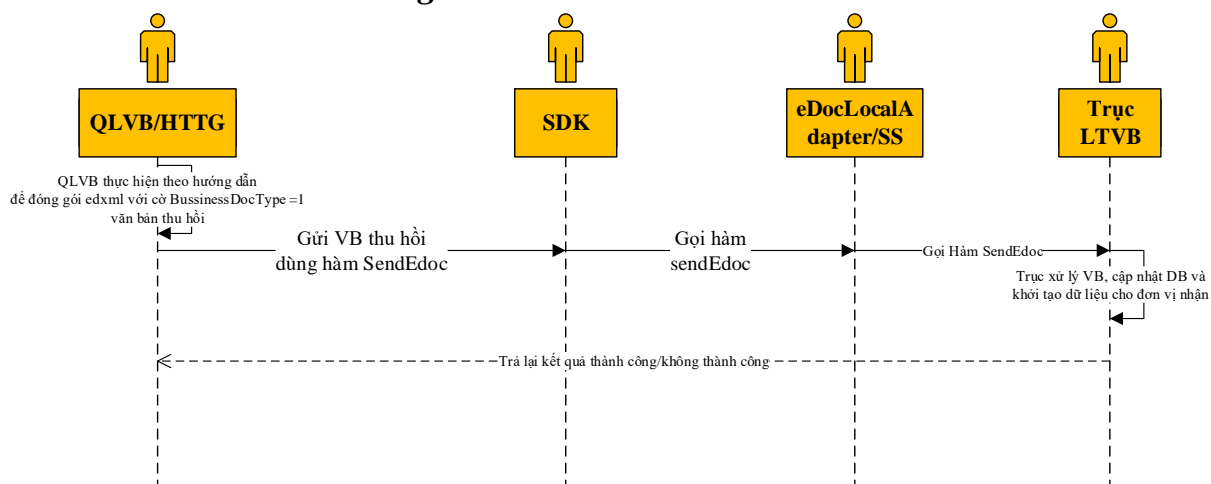 g
QLVB/HTTG
SDK
eDocLocalA
dapter/SS
Trục
LTVB
QLVB thực hiện theo hướng dẫn
để đóng gói edxml với cờ BussinessDocType =1
văn bản thu hồi
Gửi VB thu hồi
dùng hàm SendEdoc
Gọi hàm
sendEdoc
Gọi Hàm SendEdoc
Trục xử lý VB, cập nhật DB và
khởi tạo dữ liệu cho đơn vị nhận
Trả lại kết quả thành công/không thành công